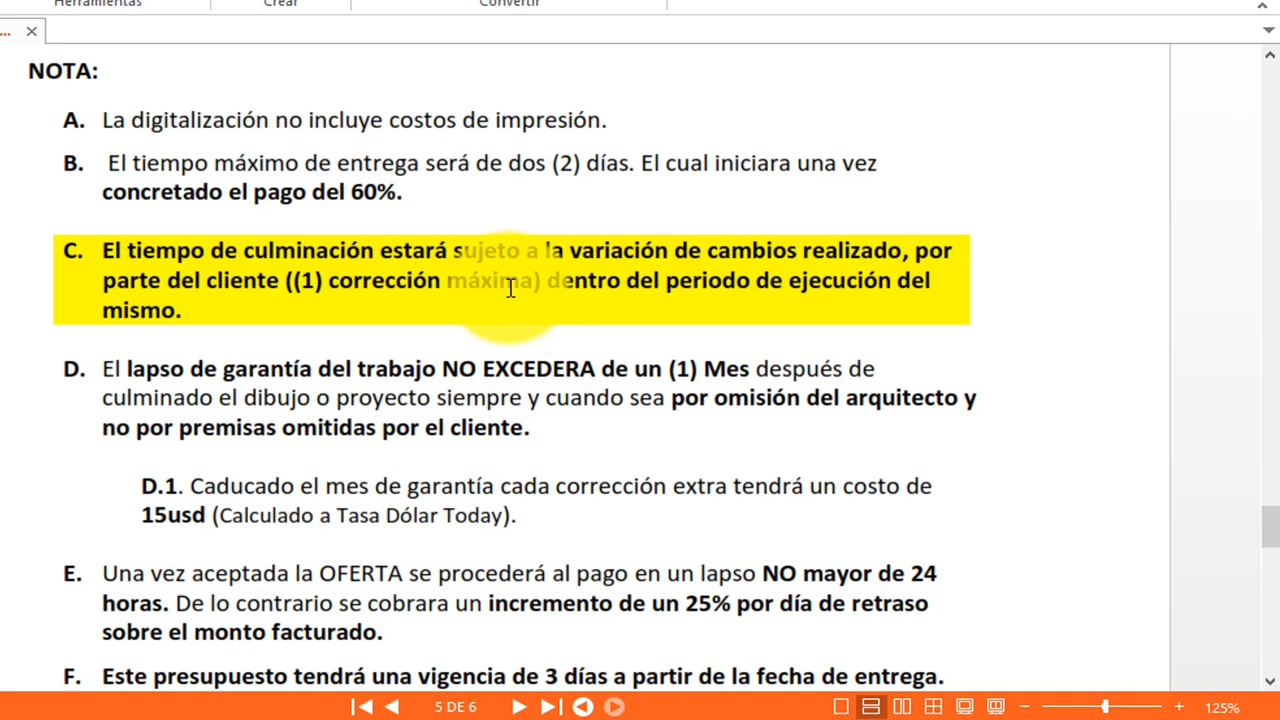 Herramientas Crear Convertir
...
NOTA:
A. La digitalización no incluye costos de impresión.
B. El tiempo máximo de entrega será de dos (2) días. El cual iniciara una vez
concretado el pago del 60%.
C. El tiempo de culminación estará sujeto a la variación de cambios realizado, por
parte del cliente ((1) corrección máxima) dentro del periodo de ejecución del
mismo.
D. El lapso de garantía del trabajo NO EXCEDERA de un (1) Mes después de
culminado el dibujo o proyecto siempre y cuando sea por omisión del arquitecto y
no por premisas omitidas por el cliente.
D.1. Caducado el mes de garantía cada corrección extra tendrá un costo de
15usd (Calculado a Tasa Dólar Today).
E. Una vez aceptada la OFERTA se procederá al pago en un lapso NO mayor de 24
horas. De lo contrario se cobrara un incremento de un 25% por día de retraso
sobre el monto facturado.
F. Este presupuesto tendrá una vigencia de 3 días a partir de la fecha de entrega.
5 DE 6
125%